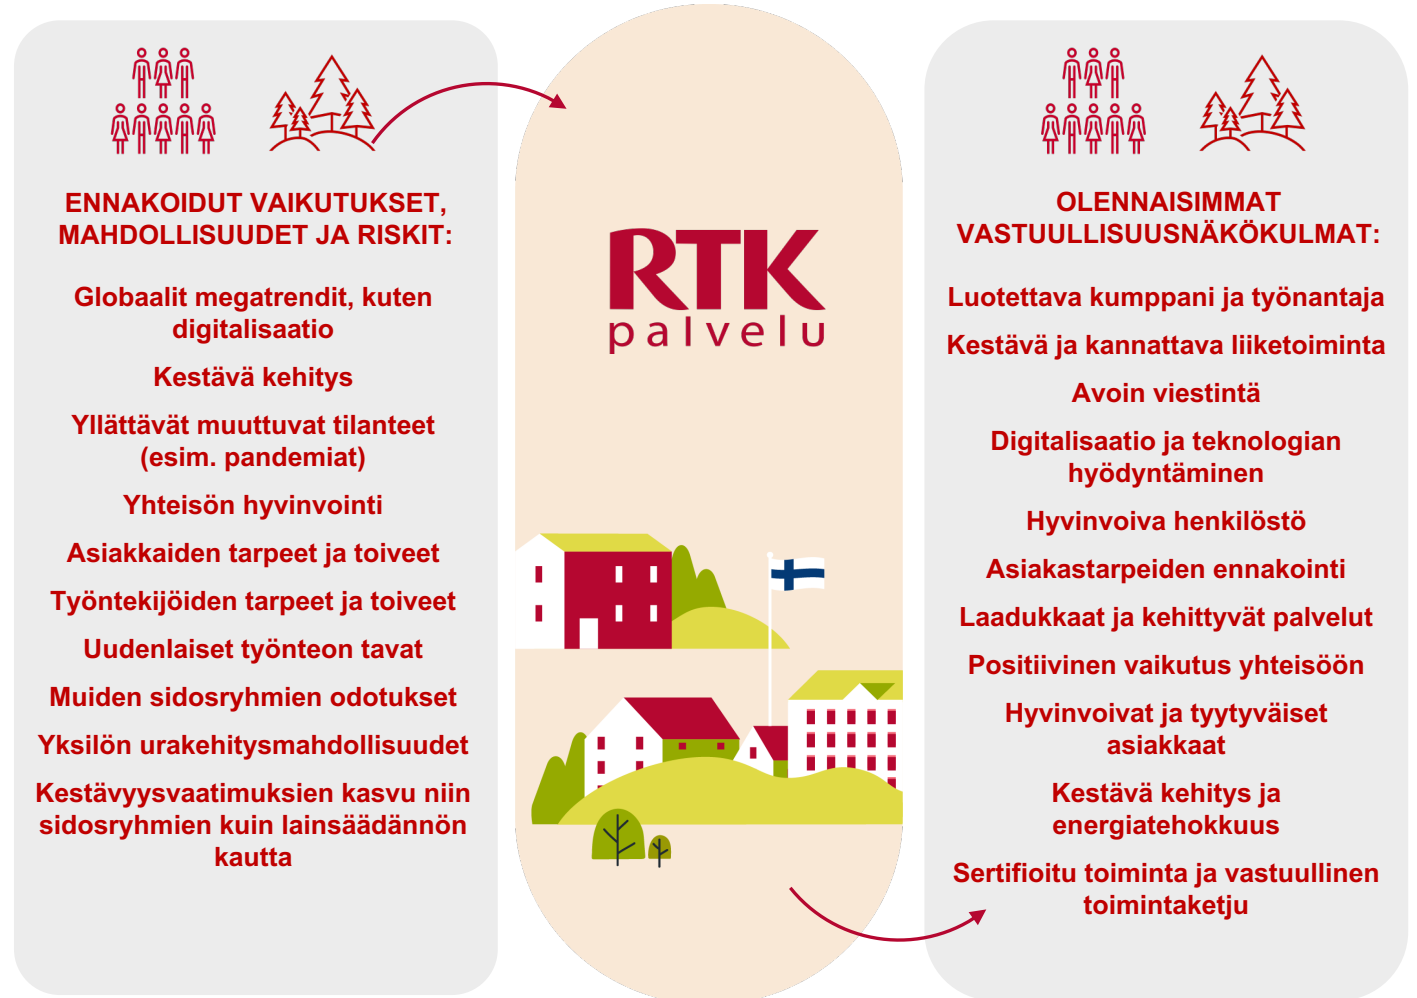 ENNAKOIDUT VAIKUTUKSET,
MAHDOLLISUUDET JA RISKIT:
Globaalit megatrendit, kuten
digitalisaatio
Kestävä kehitys
Yllättävät muuttuvat tilanteet
(esim. pandemiat)
Yhteisön hyvinvointi
Asiakkaiden tarpeet ja toiveet
Työntekijöiden tarpeet ja toiveet
Uudenlaiset työnteon tavat
Muiden sidosryhmien odotukset
Yksilön urakehitysmahdollisuudet
Kestävyysvaatimuksien kasvu niin
sidosryhmien kuin lainsäädännön
kautta
RTK
palvelu
OLENNAISIMMAT
VASTUULLISUUSNÄKÖKULMAT:
Luotettava kumppani ja työnantaja
Kestävä ja kannattava liiketoiminta
Avoin viestintä
Digitalisaatio ja teknologian
hyödyntäminen
Hyvinvoiva henkilöstö
Asiakastarpeiden ennakointi
Laadukkaat ja kehittyvät palvelut
Positiivinen vaikutus yhteisöön
Hyvinvoivat ja tyytyväiset
asiakkaat
Kestävä kehitys ja
energiatehokkuus
Sertifioitu toiminta ja vastuullinen
toimintaketju